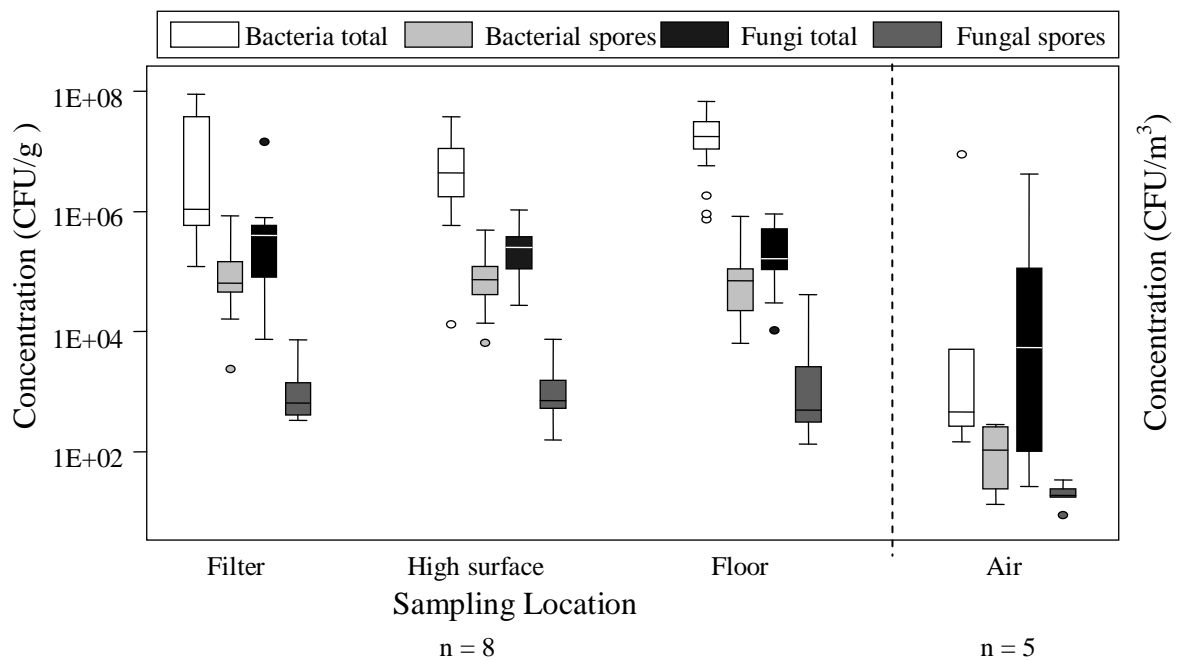 Bacteria total Bacterial spores Fungi total Fungal spores
Concentration (CFU/g )
1E+08
1E+06
1E+04
1E+02
Concentration (CFU/m³)
Filter High surface Floor Air
Sampling Location
n = 8 n = 5